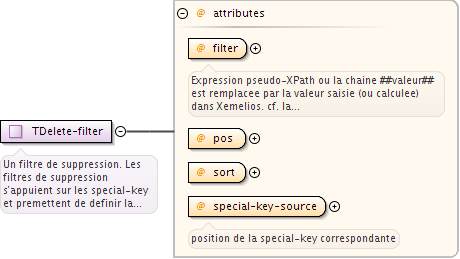 @ attributes
@ filter
Expression pseudo-XPath ou la chaine ##valeur##
est remplacee par la valeur saisie (ou calculee)
dans Xemelios. cf. la...
TDelete-filter
Un filtre de suppression. Les
filtres de suppression
s'appuient sur les special-key
et premettent de definir la...
@ pos
@ sort
@ special-key-source
position de la special-key correspondante